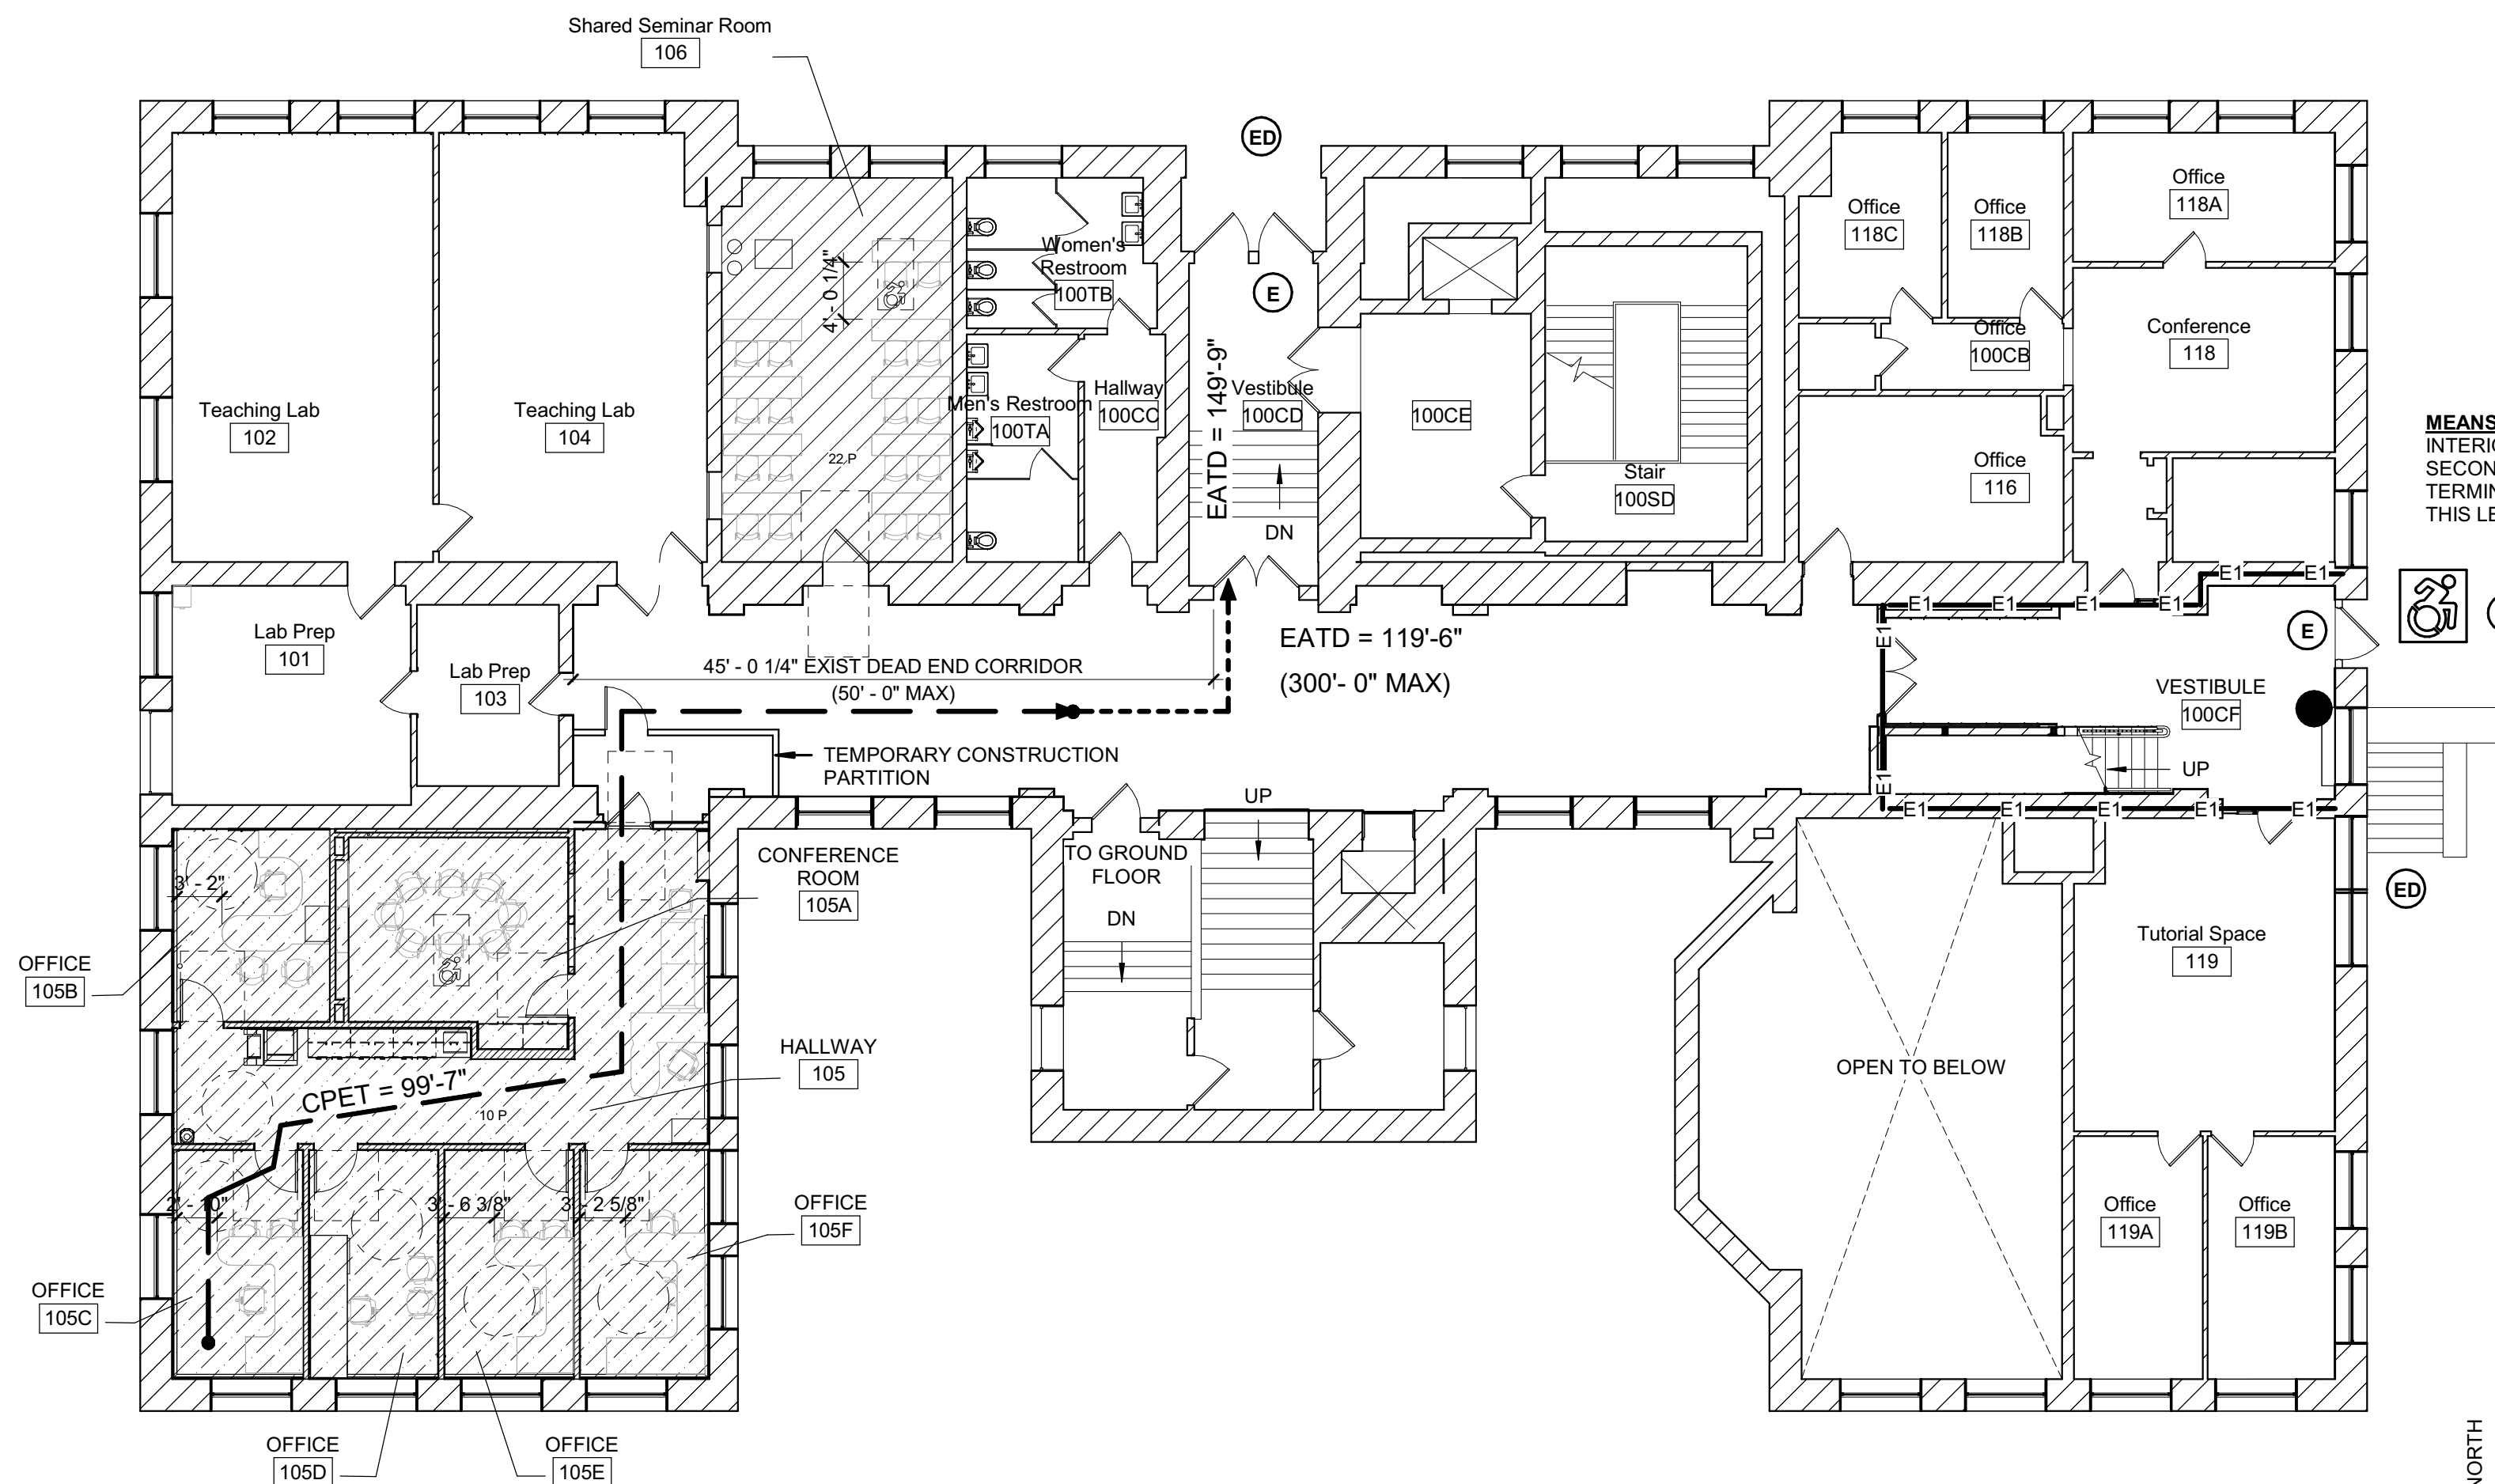 Shared Seminar Room
106
ED
Office
118A
Office
118C
Office
118B
Women's
Restroom
100TB
4' - 0 1/4"
E
Office
100CB
Conference
118
Teaching Lab
102
Teaching Lab
104
22 P
Men's Restroom
100TA
Hallway
100CC
EATD = 149'-9"
Vestibule
100CD
100CE
DN
Stair
100SD
Office
116
MEANS
INTERIO
SECON
TERMIN
THIS LE
E1 E1
E1 E1 E1 E1
E1
E
Lab Prep
101
Lab Prep
103
EATD = 119'-6"
(300'- 0" MAX)
45' - 0 1/4" EXIST DEAD END CORRIDOR
(50' - 0" MAX)
VESTIBULE
100CF
TEMPORARY CONSTRUCTION
PARTITION
UP
E1
UP
E1 E1 E1 E1 E1
CONFERENCE
ROOM
105A
TO GROUND
FLOOR
DN
3' - 2"
ED
OFFICE
105B
Tutorial Space
119
HALLWAY
105
OPEN TO BELOW
CPET = 99'-7"
10 P
2' - 10"
3' - 6 3/8"
3' - 2 5/8"
OFFICE
105F
Office
119A
Office
119B
OFFICE
105C
OFFICE
105D
OFFICE
105E
NORTH